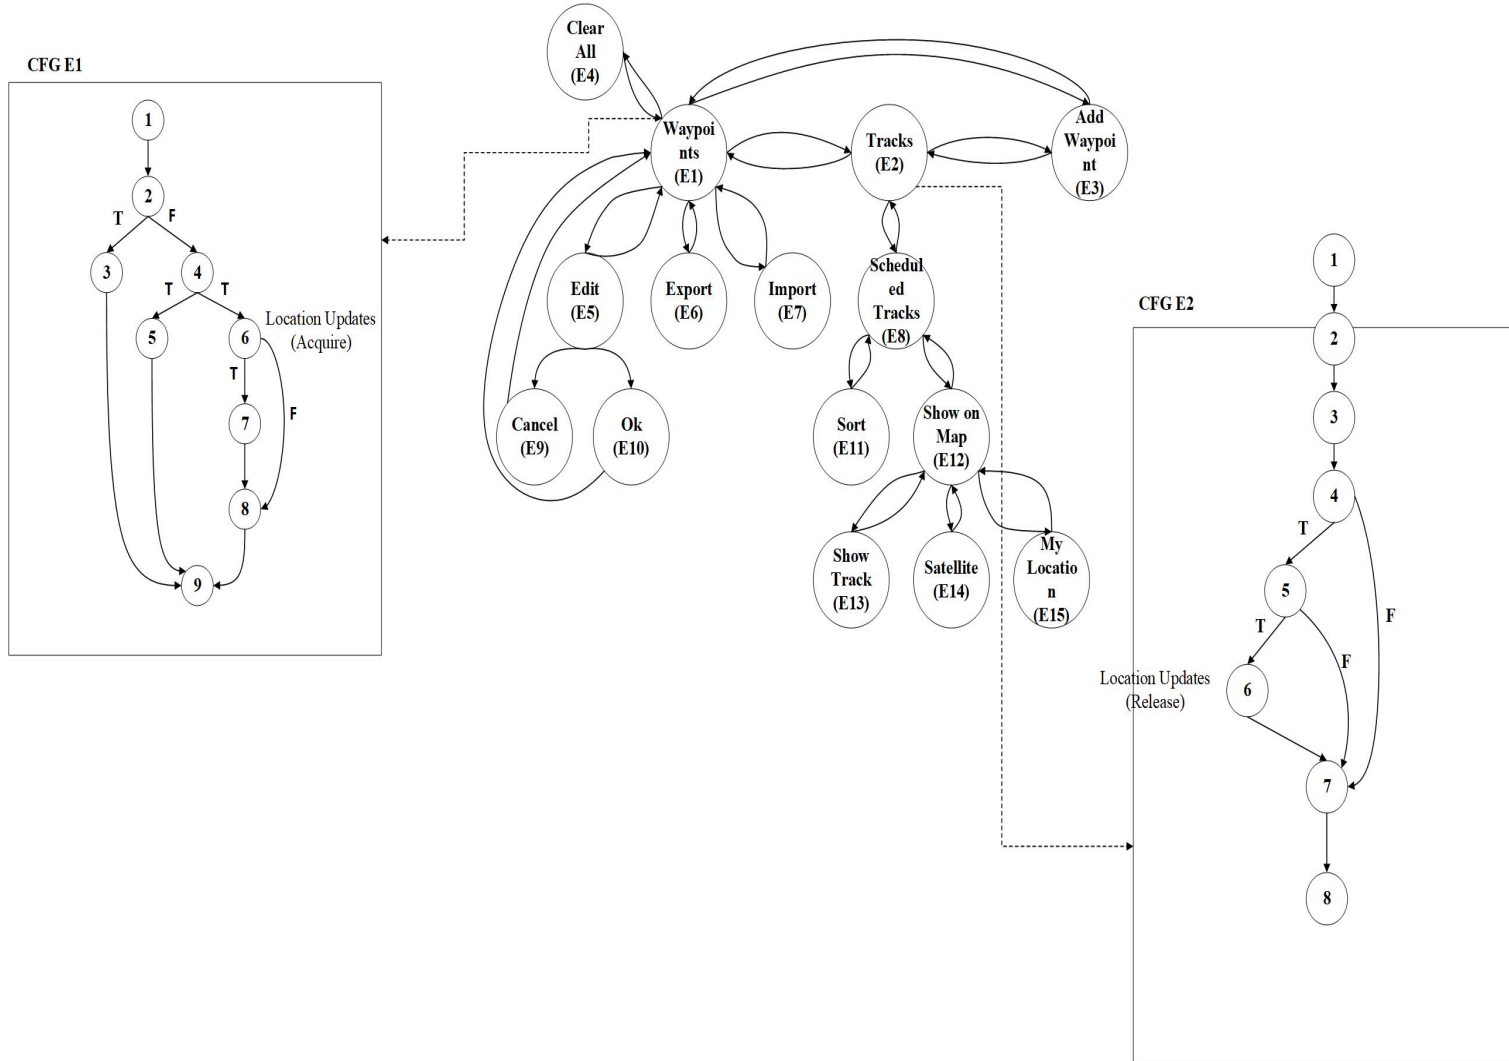 CFG E1
1
2
T
F
3
4
T
T
5
6
Location Updates
(Acquire)
T
F
7
8
9
Clear
All
(E4)
Waypoi
nts
(E1)
Tracks
(E2)
Add
Waypoi
nt
(E3)
Edit
(E5)
Export
(E6)
Import
(E7)
Schedul
ed
Tracks
(E8)
Cancel
(E9)
Ok
(E10)
Sort
(E11)
Show on
Map
(E12)
Show
Track
(E13)
Satellite
(E14)
My
Locatio
n
(E15)
CFG E2
1
2
3
4
T
F
5
T
F
Location Updates
(Release)
6
7
8